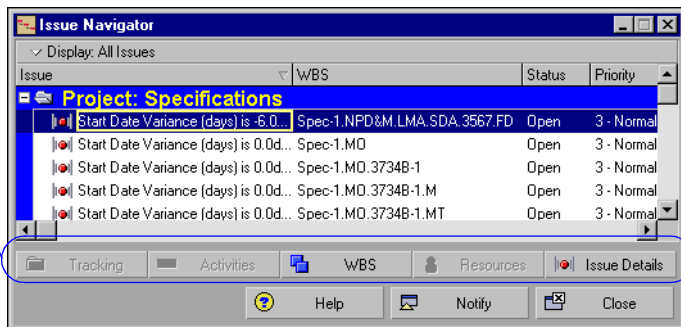 Issue Navigator
Display: All Issues
Issue WBS Status Priority
Project: Specifications
Start Date Variance (days) is -6.0... Spec-1.NPD&M.LMA.SDA.3567.FD Open 3 - Normal
Start Date Variance (days) is 0.0d... Spec-1.MO Open 3 - Normal
Start Date Variance (days) is 0.0d... Spec-1.MO.3734B-1 Open 3 - Normal
Start Date Variance (days) is 0.0d... Spec-1.MO.3734B-1.M Open 3 - Normal
Start Date Variance (days) is 0.0d... Spec-1.MO.3734B-1.MT Open 3 - Normal
Tracking Activities WBS Resources Issue Details
Help Notify Close